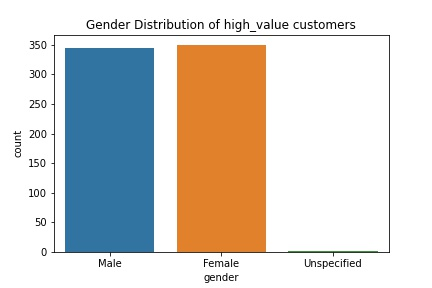 Gender Distribution of high_value customers
350
300
250
200
150
100
50
0
count
Male Female Unspecified
gender